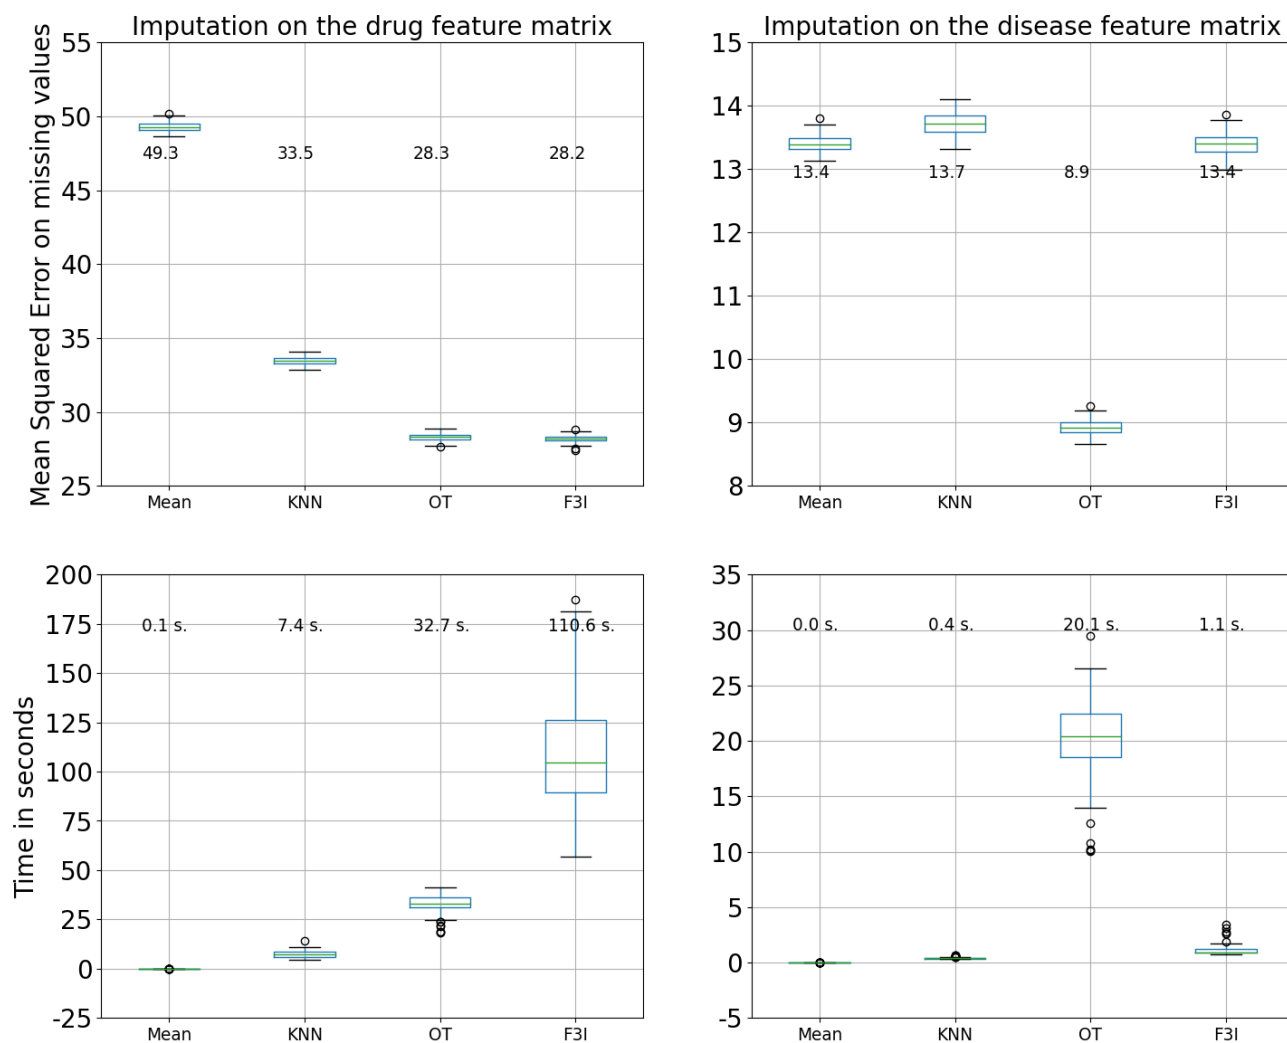 Imputation on the drug feature matrix
Mean Squared Error on missing values
55
50
45
40
35
30
25
49.3 33.5 28.3 28.2
Mean KNN OT F3I
Imputation on the disease feature matrix
15
14
13
12
11
10
9
8
13.4 13.7 8.9 13.4
Mean KNN OT F3I
Time in seconds
200
175
150
125
100
75
50
25
0
-25
0.1 s. 7.4 s. 32.7 s. 110.6 s.
Mean KNN OT F3I
35
30
25
20
15
10
5
0
-5
0.0 s. 0.4 s. 20.1 s. 1.1 s.
Mean KNN OT F3I